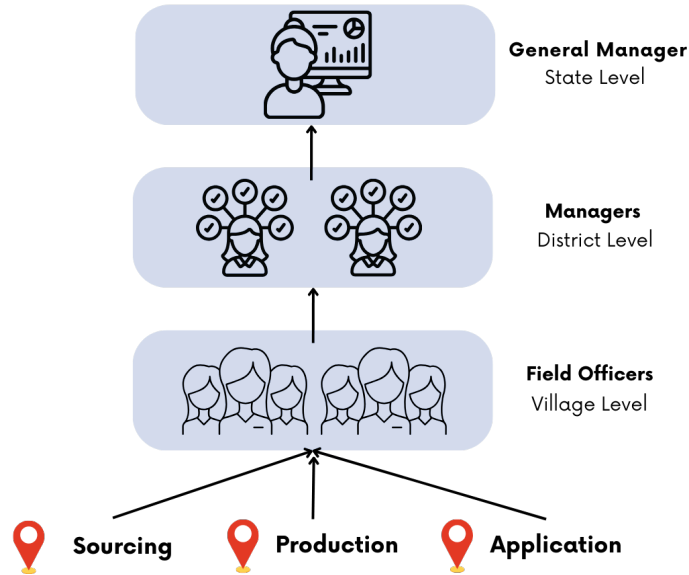 General Manager
State Level
Managers
District Level
Field Officers
Village Level
Sourcing
Production
Application